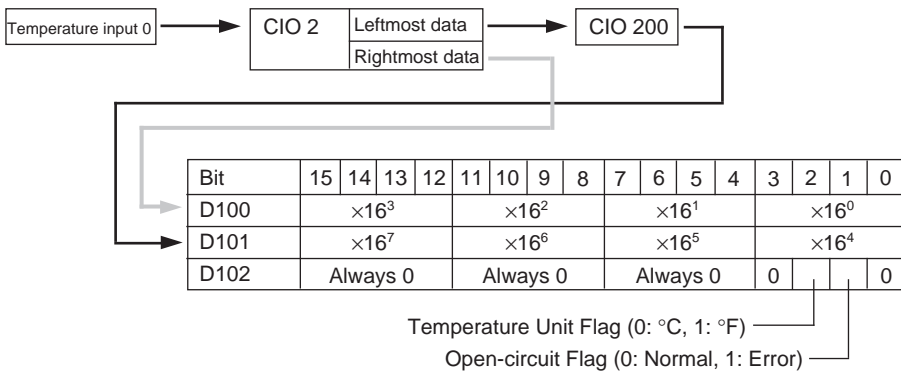 Temperature input 0
CIO 2
Leftmost data
Rightmost data
CIO 200
Bit 15 14 13 12 11 10 9 8 7 6 5 4 3 2 1 0
D100 ×16³ ×16² ×16¹ ×16⁰
D101 ×16⁷ ×16⁶ ×16⁵ ×16⁴
D102 Always 0 Always 0 Always 0 0 0
Temperature Unit Flag (0: °C, 1: °F)
Open-circuit Flag (0: Normal, 1: Error)